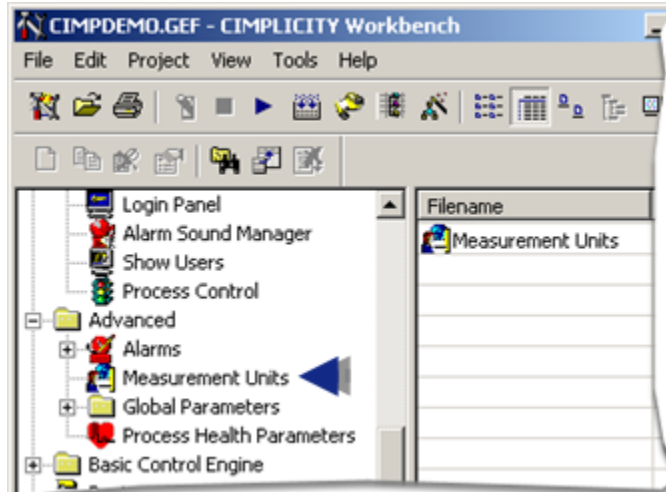 CIMPDEMO.GEF - CIMPLICITY Workbench
File Edit Project View Tools Help
Login Panel
Alarm Sound Manager
Show Users
Process Control
Advanced
Alarms
Measurement Units
Global Parameters
Process Health Parameters
Basic Control Engine
Filename
Measurement Units